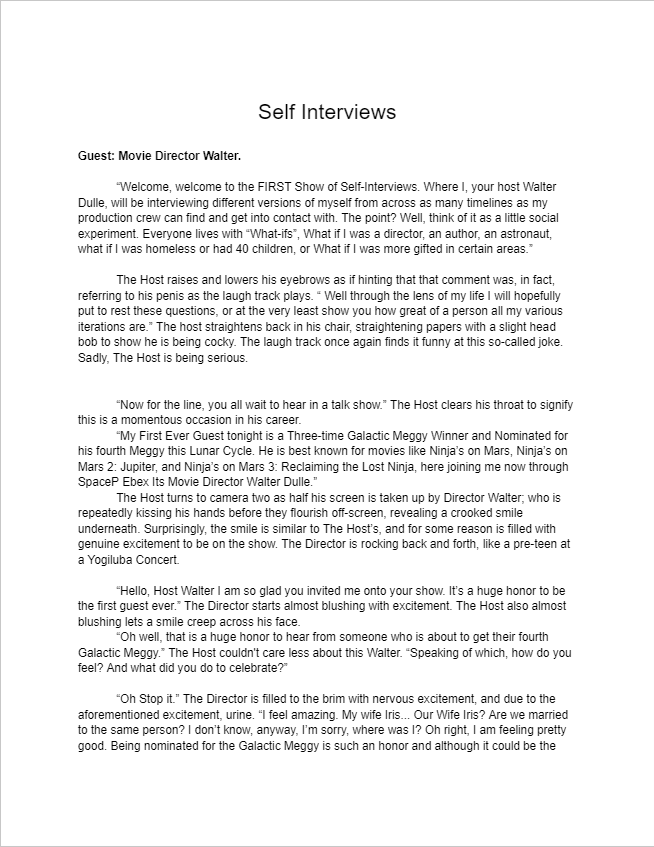 Self Interviews
Guest: Movie Director Walter.
“Welcome, welcome to the FIRST Show of Self-Interviews. Where I, your host Walter
Dulle, will be interviewing different versions of myself from across as many timelines as my
production crew can find and get into contact with. The point? Well, think of it as a little social
experiment. Everyone lives with “What-ifs”, What if I was a director, an author, an astronaut,
what if I was homeless or had 40 children, or What if I was more gifted in certain areas.”
The Host raises and lowers his eyebrows as if hinting that that comment was, in fact,
referring to his penis as the laugh track plays. “ Well through the lens of my life I will hopefully
put to rest these questions, or at the very least show you how great of a person all my various
iterations are.” The host straightens back in his chair, straightening papers with a slight head
bob to show he is being cocky. The laugh track once again finds it funny at this so-called joke.
Sadly, The Host is being serious.
“Now for the line, you all wait to hear in a talk show.” The Host clears his throat to signify
this is a momentous occasion in his career.
“My First Ever Guest tonight is a Three-time Galactic Meggy Winner and Nominated for
his fourth Meggy this Lunar Cycle. He is best known for movies like Ninja’s on Mars, Ninja’s on
Mars 2: Jupiter, and Ninja’s on Mars 3: Reclaiming the Lost Ninja, here joining me now through
SpaceP Ebex Its Movie Director Walter Dulle.”
The Host turns to camera two as half his screen is taken up by Director Walter; who is
repeatedly kissing his hands before they flourish off-screen, revealing a crooked smile
underneath. Surprisingly, the smile is similar to The Host’s, and for some reason is filled with
genuine excitement to be on the show. The Director is rocking back and forth, like a pre-teen at
a Yogiluba Concert.
“Hello, Host Walter I am so glad you invited me onto your show. It’s a huge honor to be
the first guest ever.” The Director starts almost blushing with excitement. The Host also almost
blushing lets a smile creep across his face.
“Oh well, that is a huge honor to hear from someone who is about to get their fourth
Galactic Meggy.” The Host couldn't care less about this Walter. “Speaking of which, how do you
feel? And what did you do to celebrate?”
“Oh Stop it.” The Director is filled to the brim with nervous excitement, and due to the
aforementioned excitement, urine. “I feel amazing. My wife Iris... Our Wife Iris? Are we married
to the same person? I don’t know, anyway, I’m sorry, where was I? Oh right, I am feeling pretty
good. Being nominated for the Galactic Meggy is such an honor and although it could be the